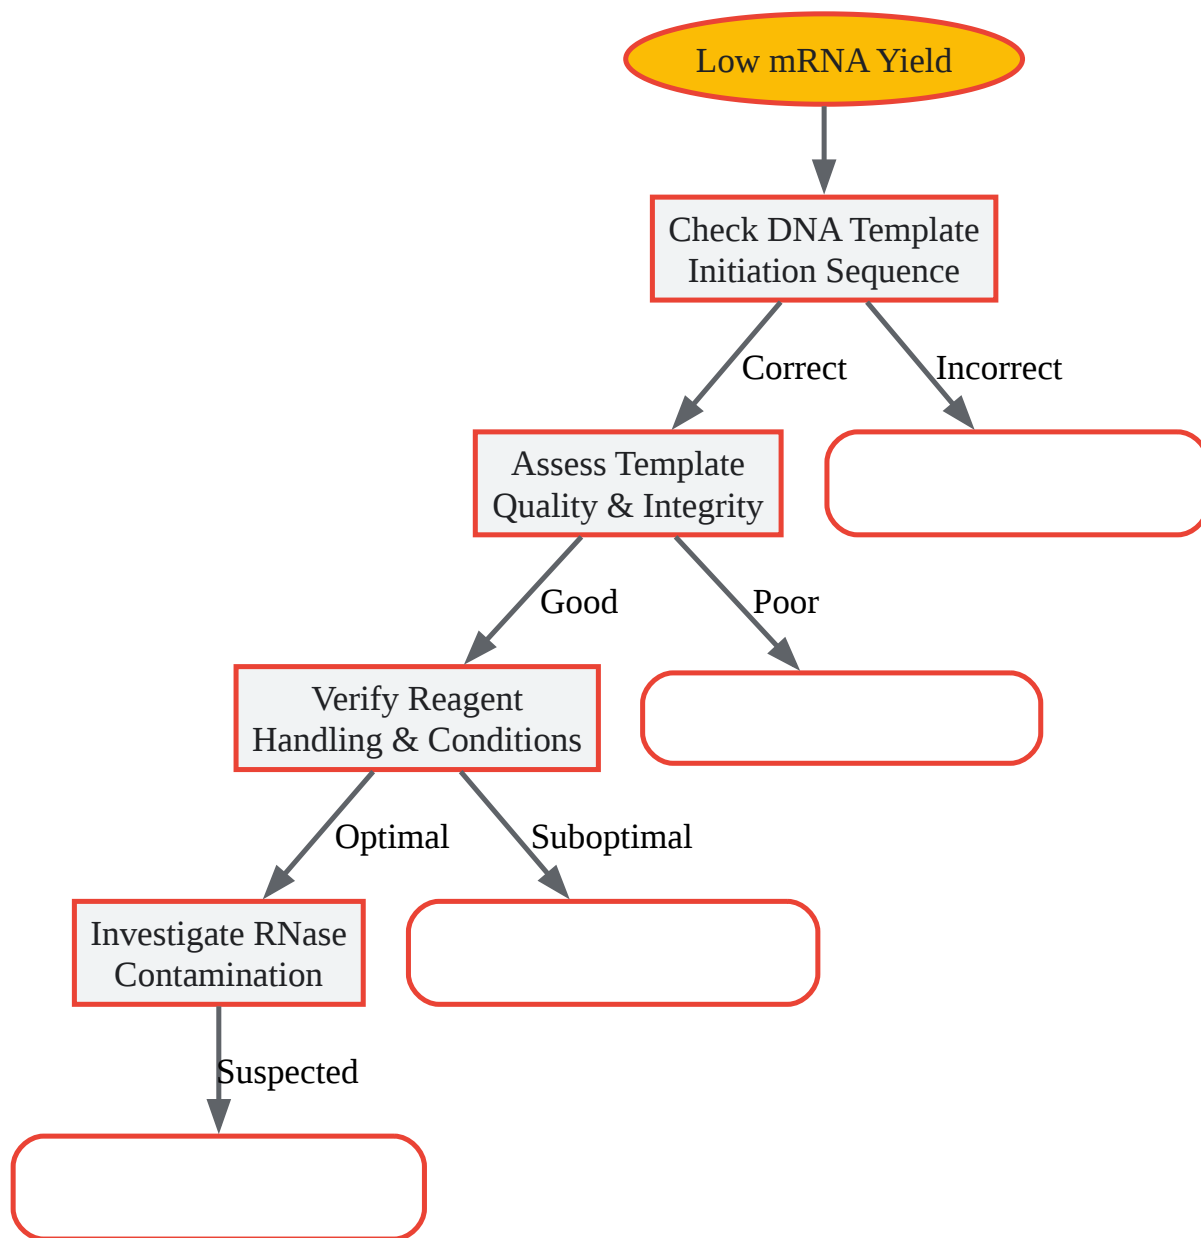 Low mRNA Yield
Check DNA Template
Initiation Sequence
Correct
Incorrect
Assess Template
Quality & Integrity
Good
Poor
Verify Reagent
Handling & Conditions
Optimal
Suboptimal
Investigate RNase
Contamination
Suspected